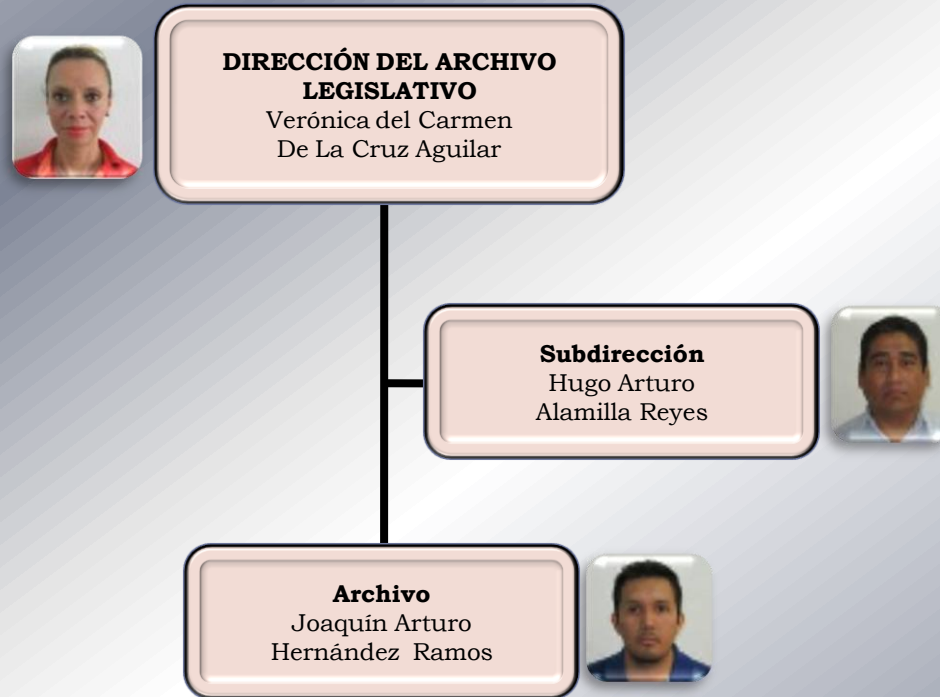 DIRECCIÓN DEL ARCHIVO
LEGISLATIVO
Verónica del Carmen
De La Cruz Aguilar
Subdirección
Hugo Arturo
Alamilla Reyes
Archivo
Joaquín Arturo
Hernández  Ramos